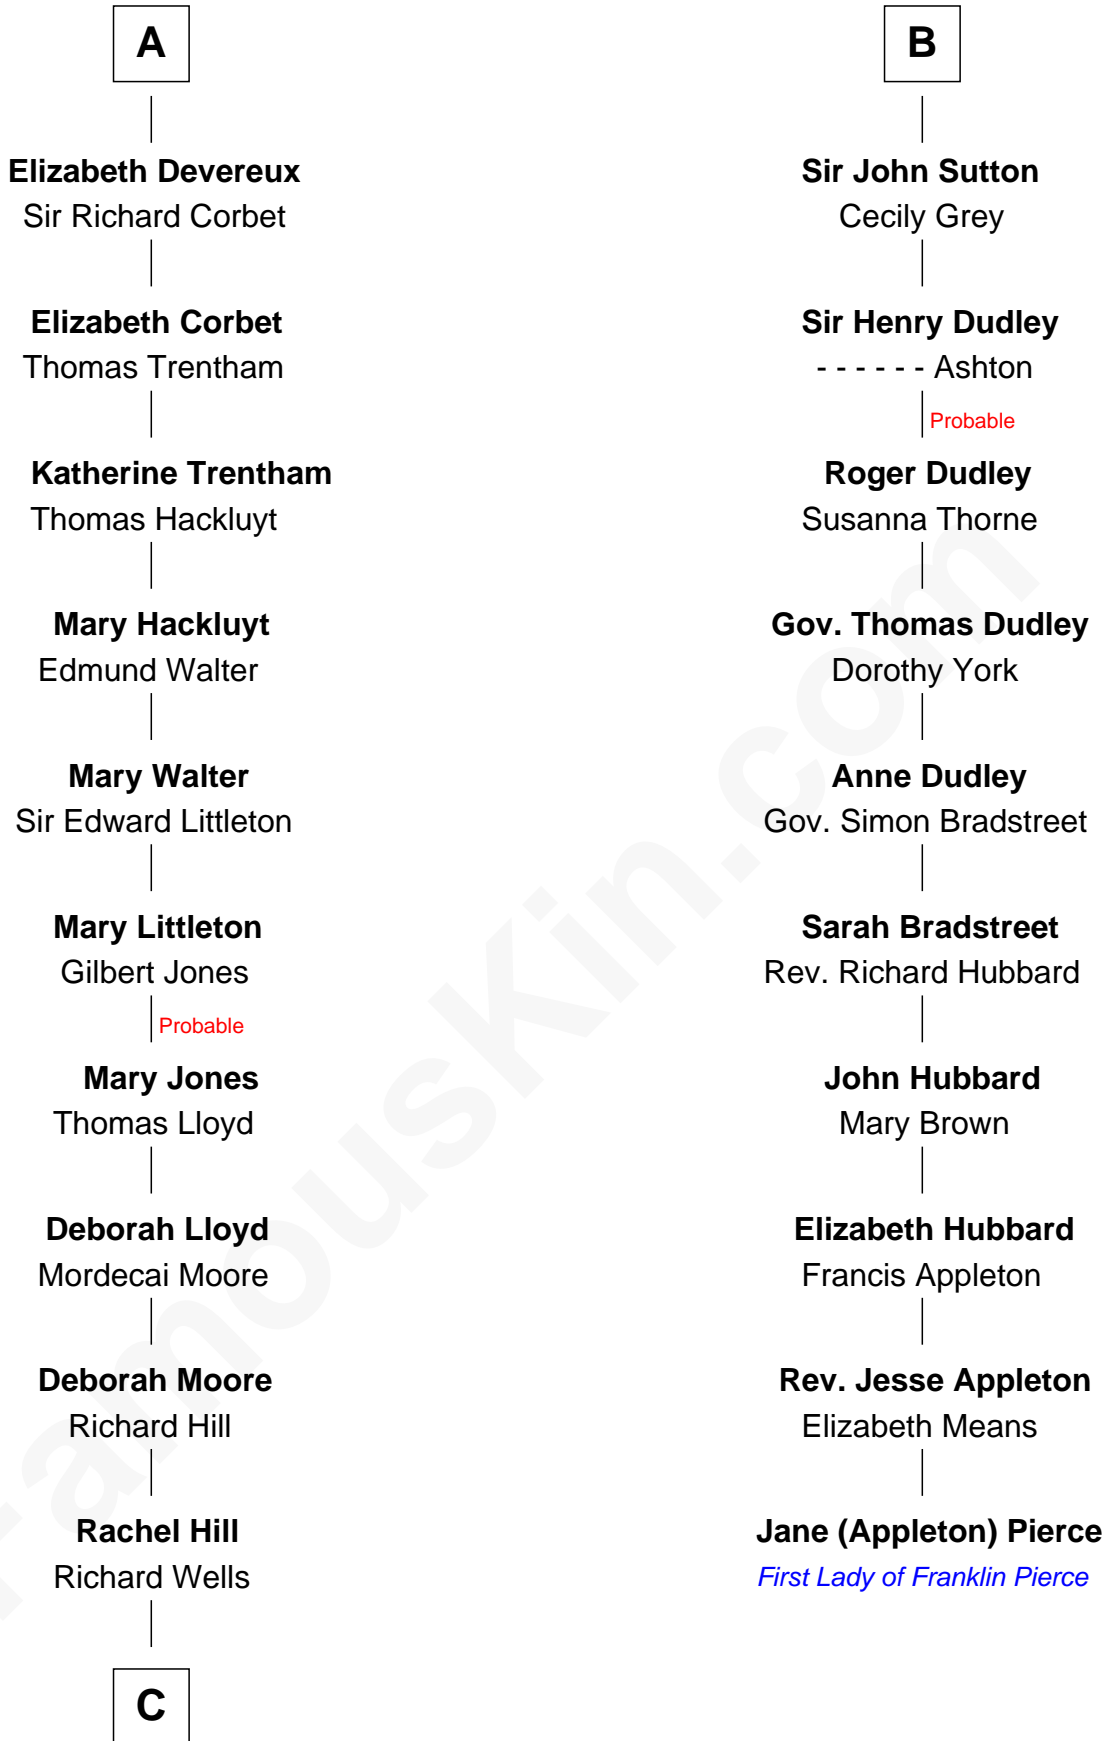 A
Elizabeth Devereux
Sir Richard Corbet
Elizabeth Corbet
Thomas Trentham
Katherine Trentham
Thomas Hackluyt
Mary Hackluyt
Edmund Walter
Mary Walter
Sir Edward Littleton
Mary Littleton
Gilbert Jones
Probable
Mary Jones
Thomas Lloyd
Deborah Lloyd
Mordecai Moore
Deborah Moore
Richard Hill
Rachel Hill
Richard Wells
C
B
Sir John Sutton
Cecily Grey
Sir Henry Dudley
- - - - - - Ashton
Probable
Roger Dudley
Susanna Thorne
Gov. Thomas Dudley
Dorothy York
Anne Dudley
Gov. Simon Bradstreet
Sarah Bradstreet
Rev. Richard Hubbard
John Hubbard
Mary Brown
Elizabeth Hubbard
Francis Appleton
Rev. Jesse Appleton
Elizabeth Means
Jane (Appleton) Pierce
First Lady of Franklin Pierce
FamousKin.com